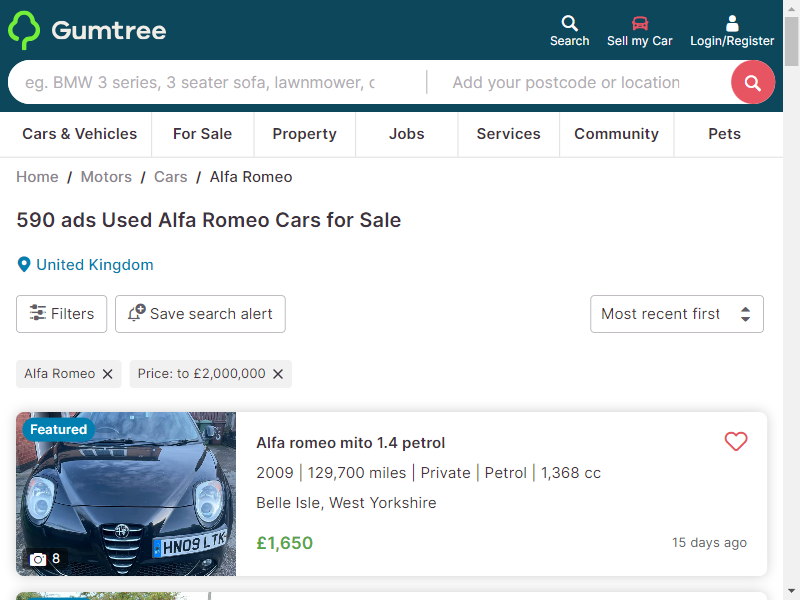 Gumtree
Search
Sell my Car
Login/Register
eg. BMW 3 series, 3 seater sofa, lawnmower, c
Add your postcode or location
Cars & Vehicles
For Sale
Property
Jobs
Services
Community
Pets
Home / Motors / Cars / Alfa Romeo
590 ads Used Alfa Romeo Cars for Sale
United Kingdom
Filters
Save search alert
Most recent first
Alfa Romeo
Price: to £2,000,000
Featured
HN09 LTK
8
Alfa romeo mito 1.4 petrol
2009 | 129,700 miles | Private | Petrol | 1,368 cc
Belle Isle, West Yorkshire
£1,650
15 days ago